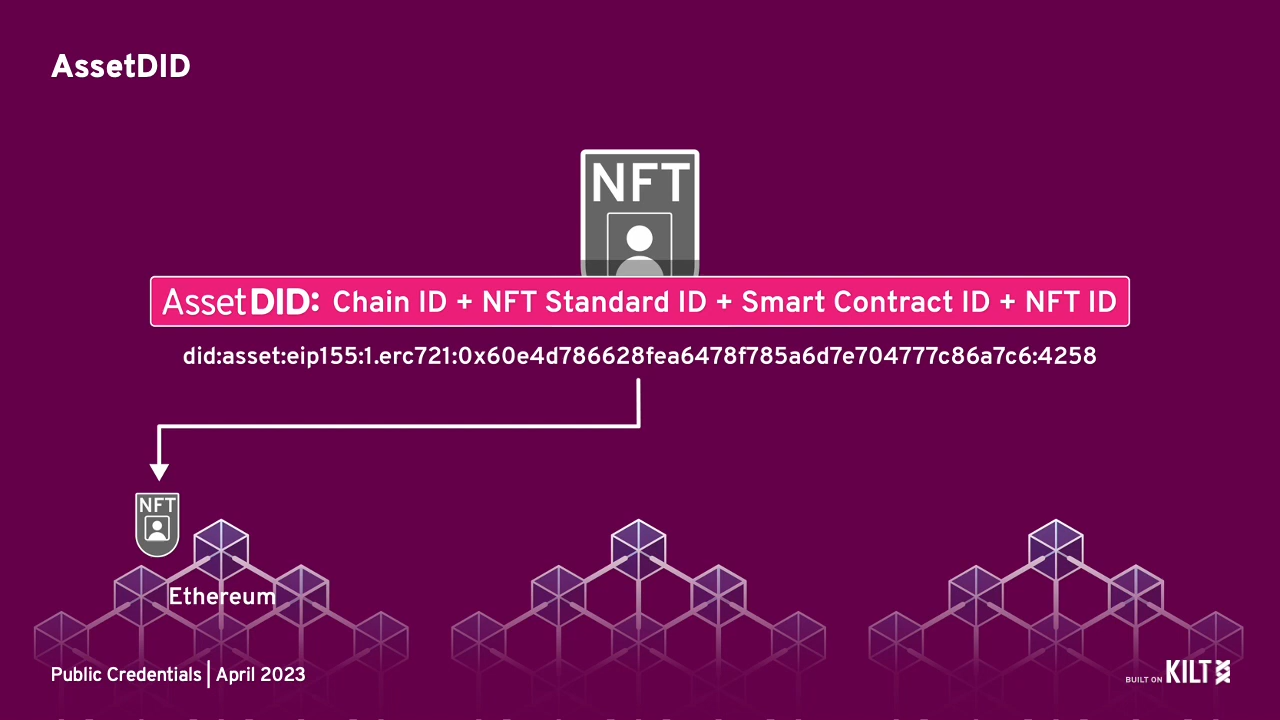 AssetDID
NFT
AssetDID: Chain ID + NFT Standard ID + Smart Contract ID + NFT ID
did:asset:eip155:1.erc721:0x60e4d786628fea6478f785a6d7e704777c86a7c6:4258
NFT
Ethereum
Public Credentials | April 2023
BUILT ON KILT